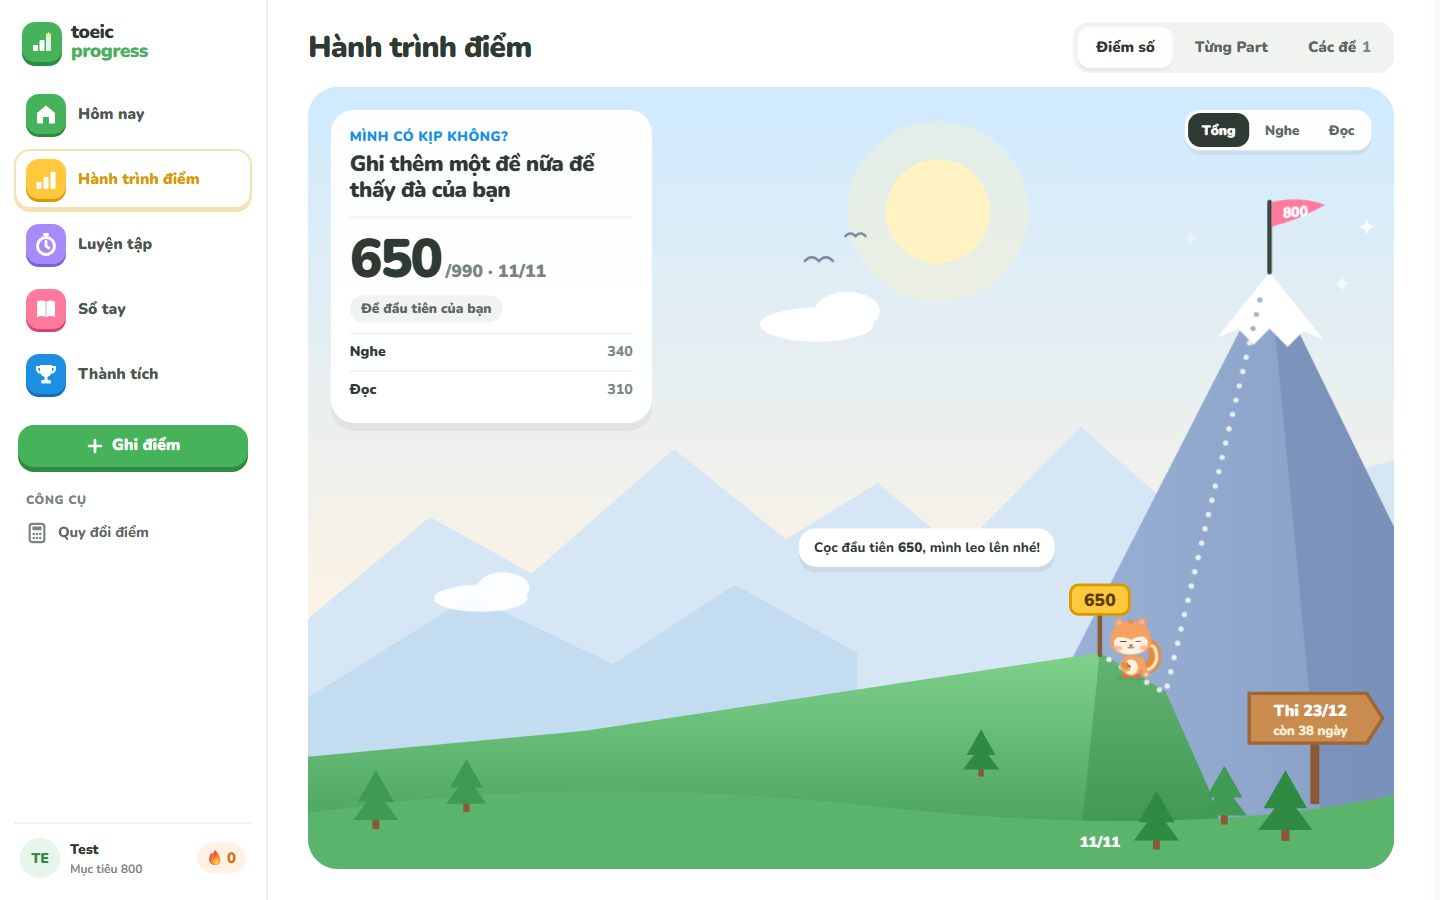 toeic
progress
Hôm nay
Hành trình điểm
Luyện tập
Sổ tay
Thành tích
+ Ghi điểm
CÔNG CỤ
Quy đổi điểm
TE
Test
Mục tiêu 800
0
Hành trình điểm
Điểm số
Từng Part
Các đề 1
MÌNH CÓ KỊP KHÔNG?
Ghi thêm một đề nữa để
thấy đà của bạn
650 /990 · 11/11
Đề đầu tiên của bạn
Nghe 340
Đọc 310
Tổng
Nghe
Đọc
800
Cọc đầu tiên 650, mình leo lên nhé!
650
Thi 23/12
còn 38 ngày
11/11